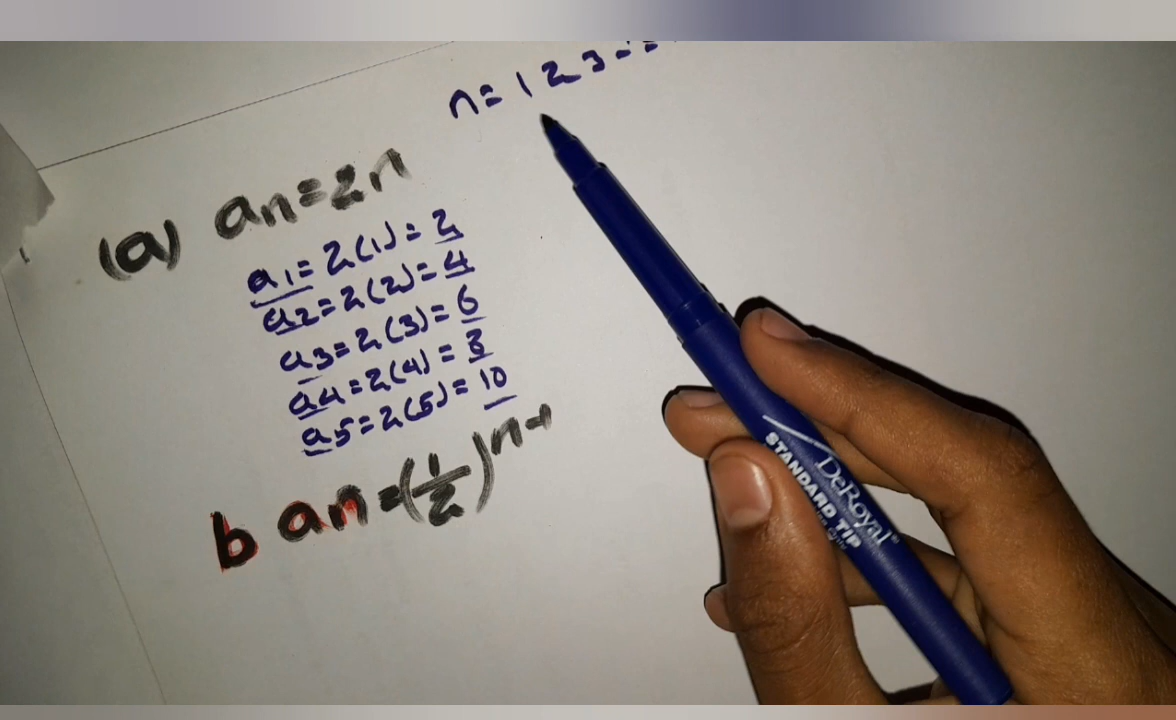 n= 1 2 3 --
(a) an=2n
a1= 2(1)= 2
a2=2(2)= 4
a3=2(3)= 6
a4=2(4)= 8
a5=2(5)= 10
b an=(1/2)^n-1
DeRoyal®
STANDARD TIP